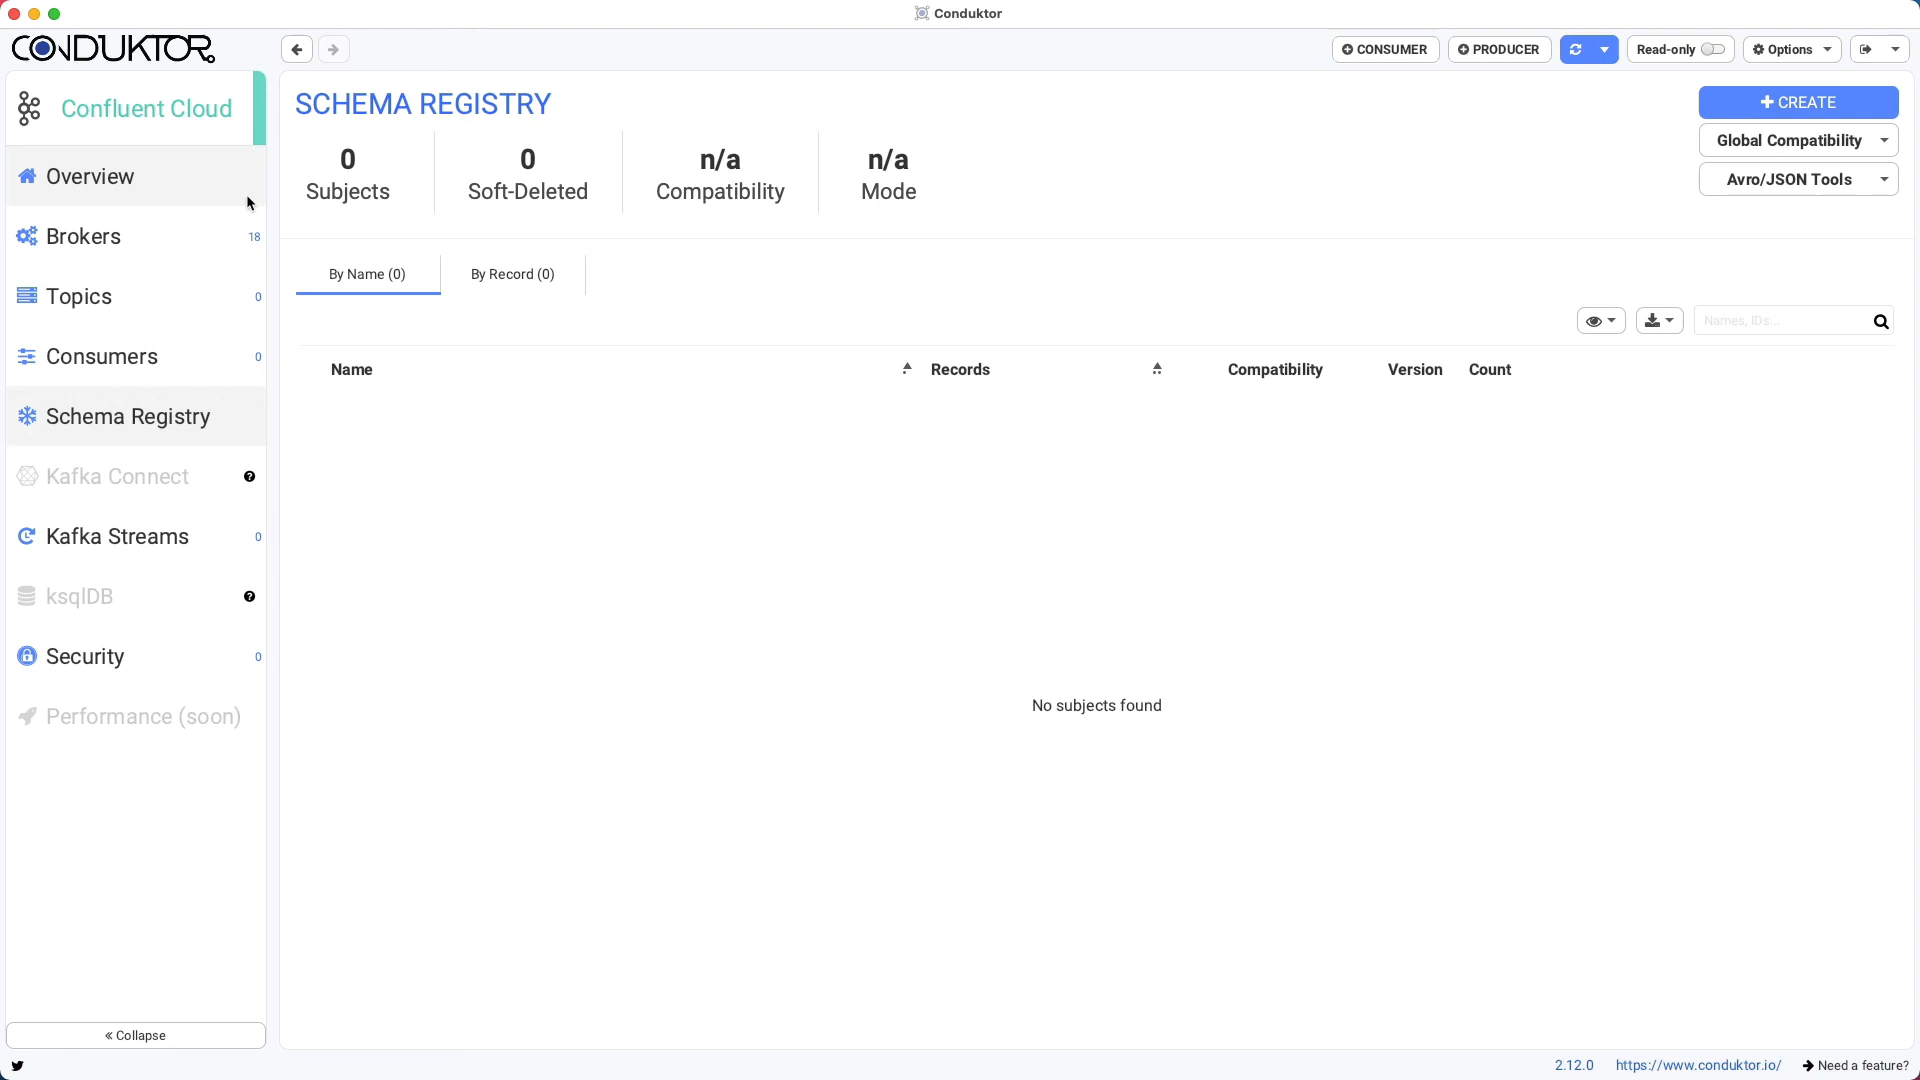 Conduktor
CONDUKTOR
CONSUMER
PRODUCER
Read-only
Options
Confluent Cloud
Overview
Brokers 18
Topics 0
Consumers 0
Schema Registry
Kafka Connect ?
Kafka Streams 0
ksqlDB ?
Security 0
Performance (soon)
« Collapse
SCHEMA REGISTRY
0 0 n/a n/a
Subjects Soft-Deleted Compatibility Mode
+ CREATE
Global Compatibility
Avro/JSON Tools
By Name (0) By Record (0)
Names, IDs...
Name Records Compatibility Version Count
No subjects found
2.12.0 https://www.conduktor.io/ Need a feature?